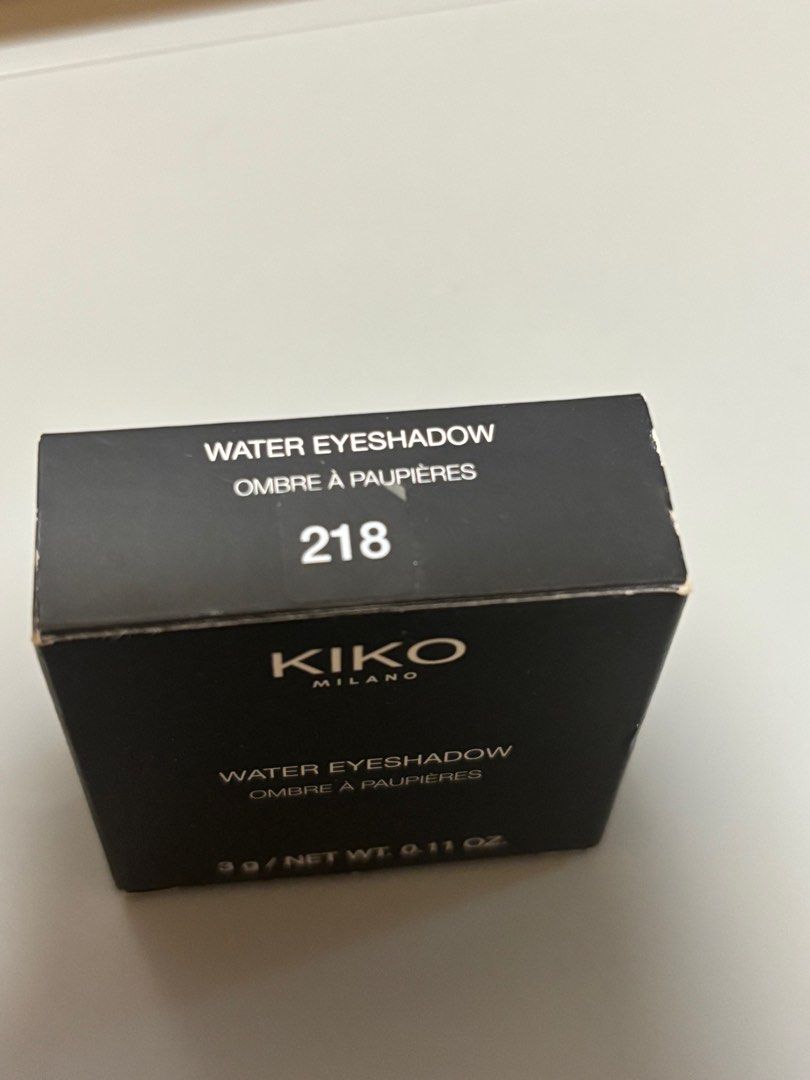 WATER EYESHADOW
OMBRE À PAUPIÈRES
218
KIKO
MILANO
WATER EYESHADOW
OMBRE À PAUPIÈRES
3 g / NET WT. 0.11 OZ.